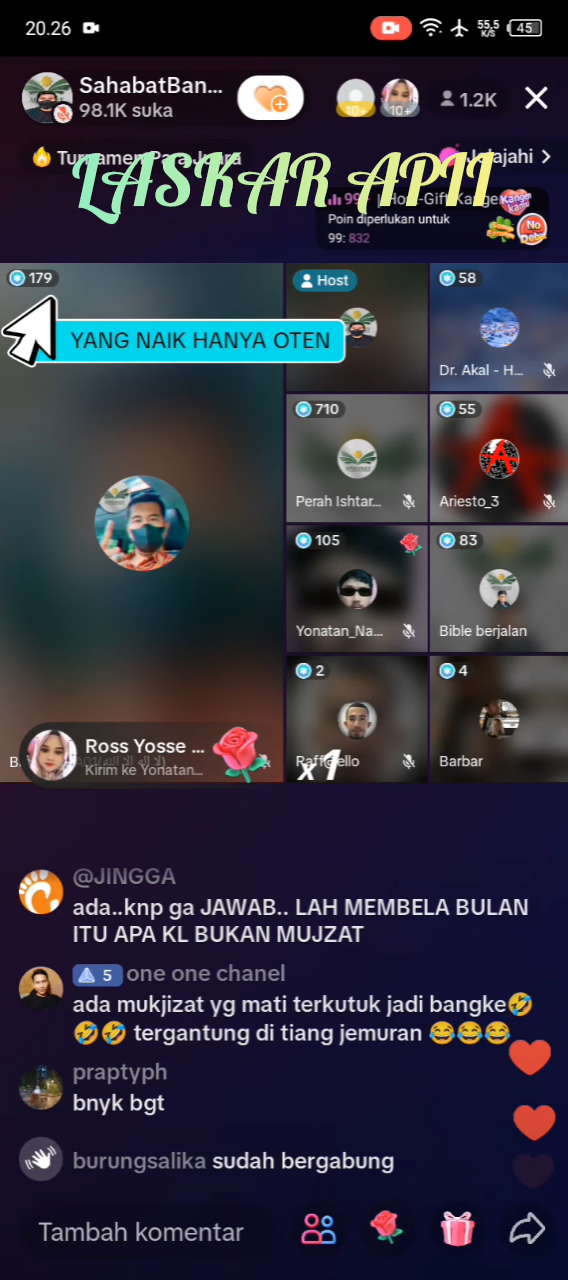 20.26
55,5 K/S
45
SahabatBan...
98.1K suka
10+
10+
1.2K
Turnamen Para Juara
Jelajahi >
LASKAR APII
99+
Poin diperlukan untuk
99: 832
Kangen kamu
No Debat
179
YANG NAIK HANYA OTEN
Host
58
Dr. Akal - H...
710
Perah Ishtar...
55
Ariesto_3
105
Yonatan_Na...
83
Bible berjalan
2
Raffaello
x1
4
Barbar
Ross Yosse ...
Kirim ke Yonatan...
@JINGGA
ada..knp ga JAWAB.. LAH MEMBELA BULAN
ITU APA KL BUKAN MUJZAT
5 one one chanel
ada mukjizat yg mati terkutuk jadi bangke🤣
🤣🤣 tergantung di tiang jemuran 😂😂😂
praptyph
bnyk bgt
burungsalika sudah bergabung
Tambah komentar